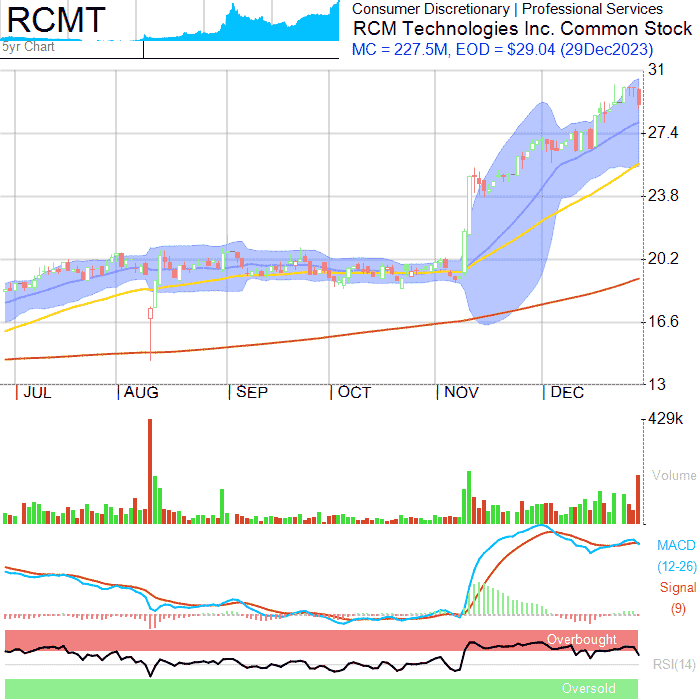 RCMT
5yr Chart
Consumer Discretionary | Professional Services
RCM Technologies Inc. Common Stock
MC = 227.5M, EOD = $29.04 (29Dec2023)
31
27.4
23.8
20.2
16.6
13
JUL AUG SEP OCT NOV DEC
429k
Volume
MACD
(12-26)
Signal
(9)
Overbought
RSI(14)
Oversold